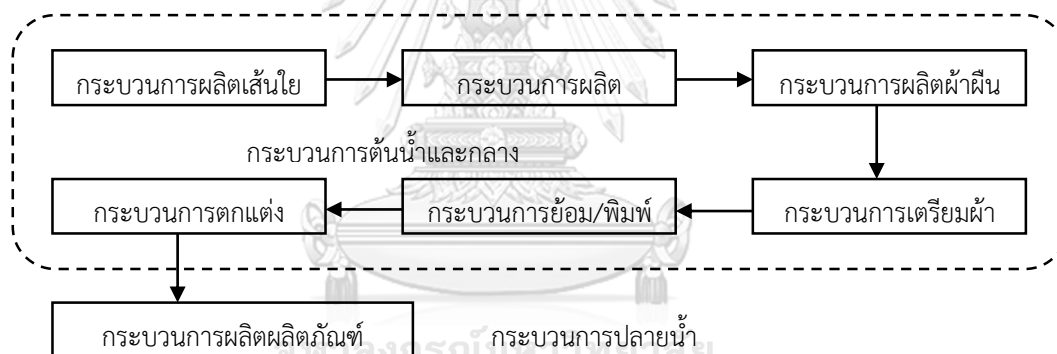 กระบวนการผลิตเส้นใย
กระบวนการผลิต
กระบวนการผลิตผ้าผืน
กระบวนการต้นน้ำและกลาง
กระบวนการตกแต่ง
กระบวนการย้อม/พิมพ์
กระบวนการเตรียมผ้า
กระบวนการผลิตผลิตภัณฑ์
กระบวนการปลายน้ำ